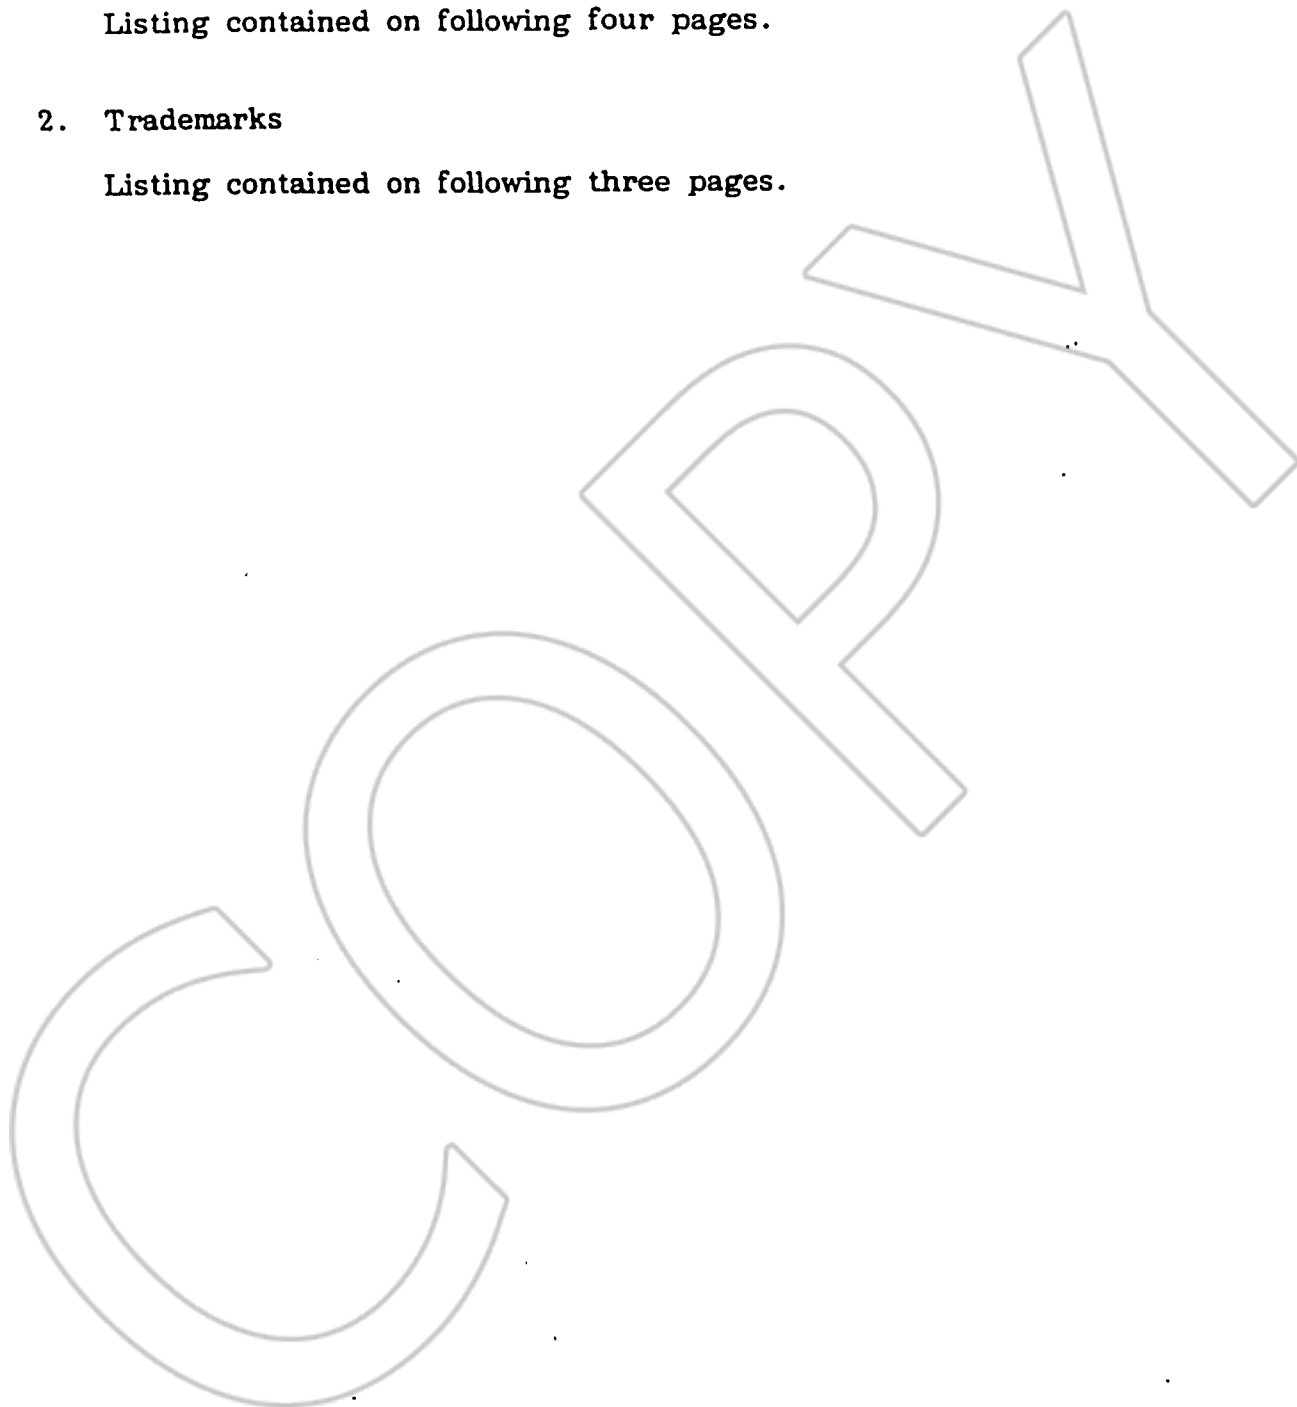 Listing contained on following four pages.
2. Trademarks
Listing contained on following three pages.
COPY